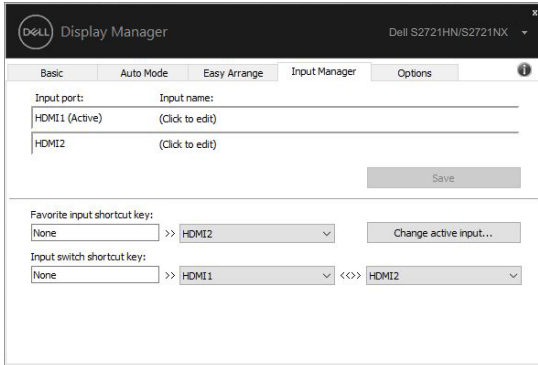 DELL Display Manager Dell S2721HN/S2721NX
Basic Auto Mode Easy Arrange Input Manager Options
Input port: Input name:
HDMI1 (Active) (Click to edit)
HDMI2 (Click to edit)
Save
Favorite input shortcut key:
None >> HDMI2 Change active input...
Input switch shortcut key:
None >> HDMI1 <<>> HDMI2